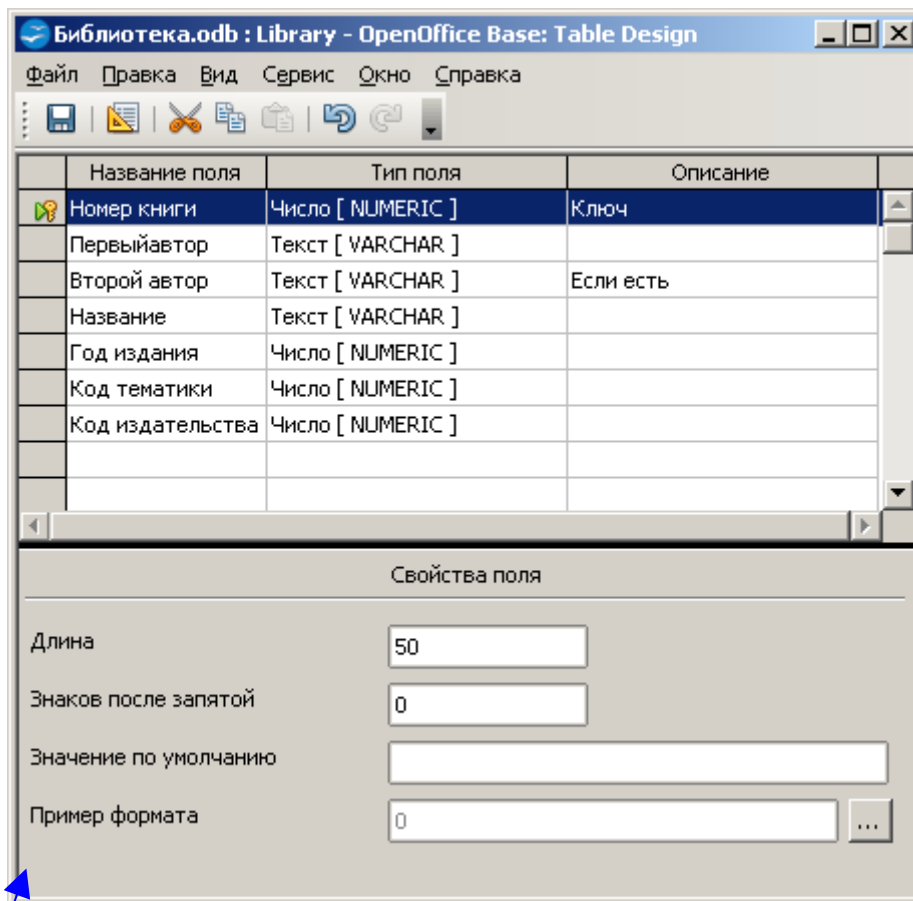 Библиотека.odb : Library - OpenOffice Base: Table Design
Файл Правка Вид Сервис Окно Справка
Название поля Тип поля Описание
Номер книги Число [ NUMERIC ] Ключ
Первыйавтор Текст [ VARCHAR ]
Второй автор Текст [ VARCHAR ] Если есть
Название Текст [ VARCHAR ]
Год издания Число [ NUMERIC ]
Код тематики Число [ NUMERIC ]
Код издательства Число [ NUMERIC ]
Свойства поля
Длина 50
Знаков после запятой 0
Значение по умолчанию
Пример формата 0 ...